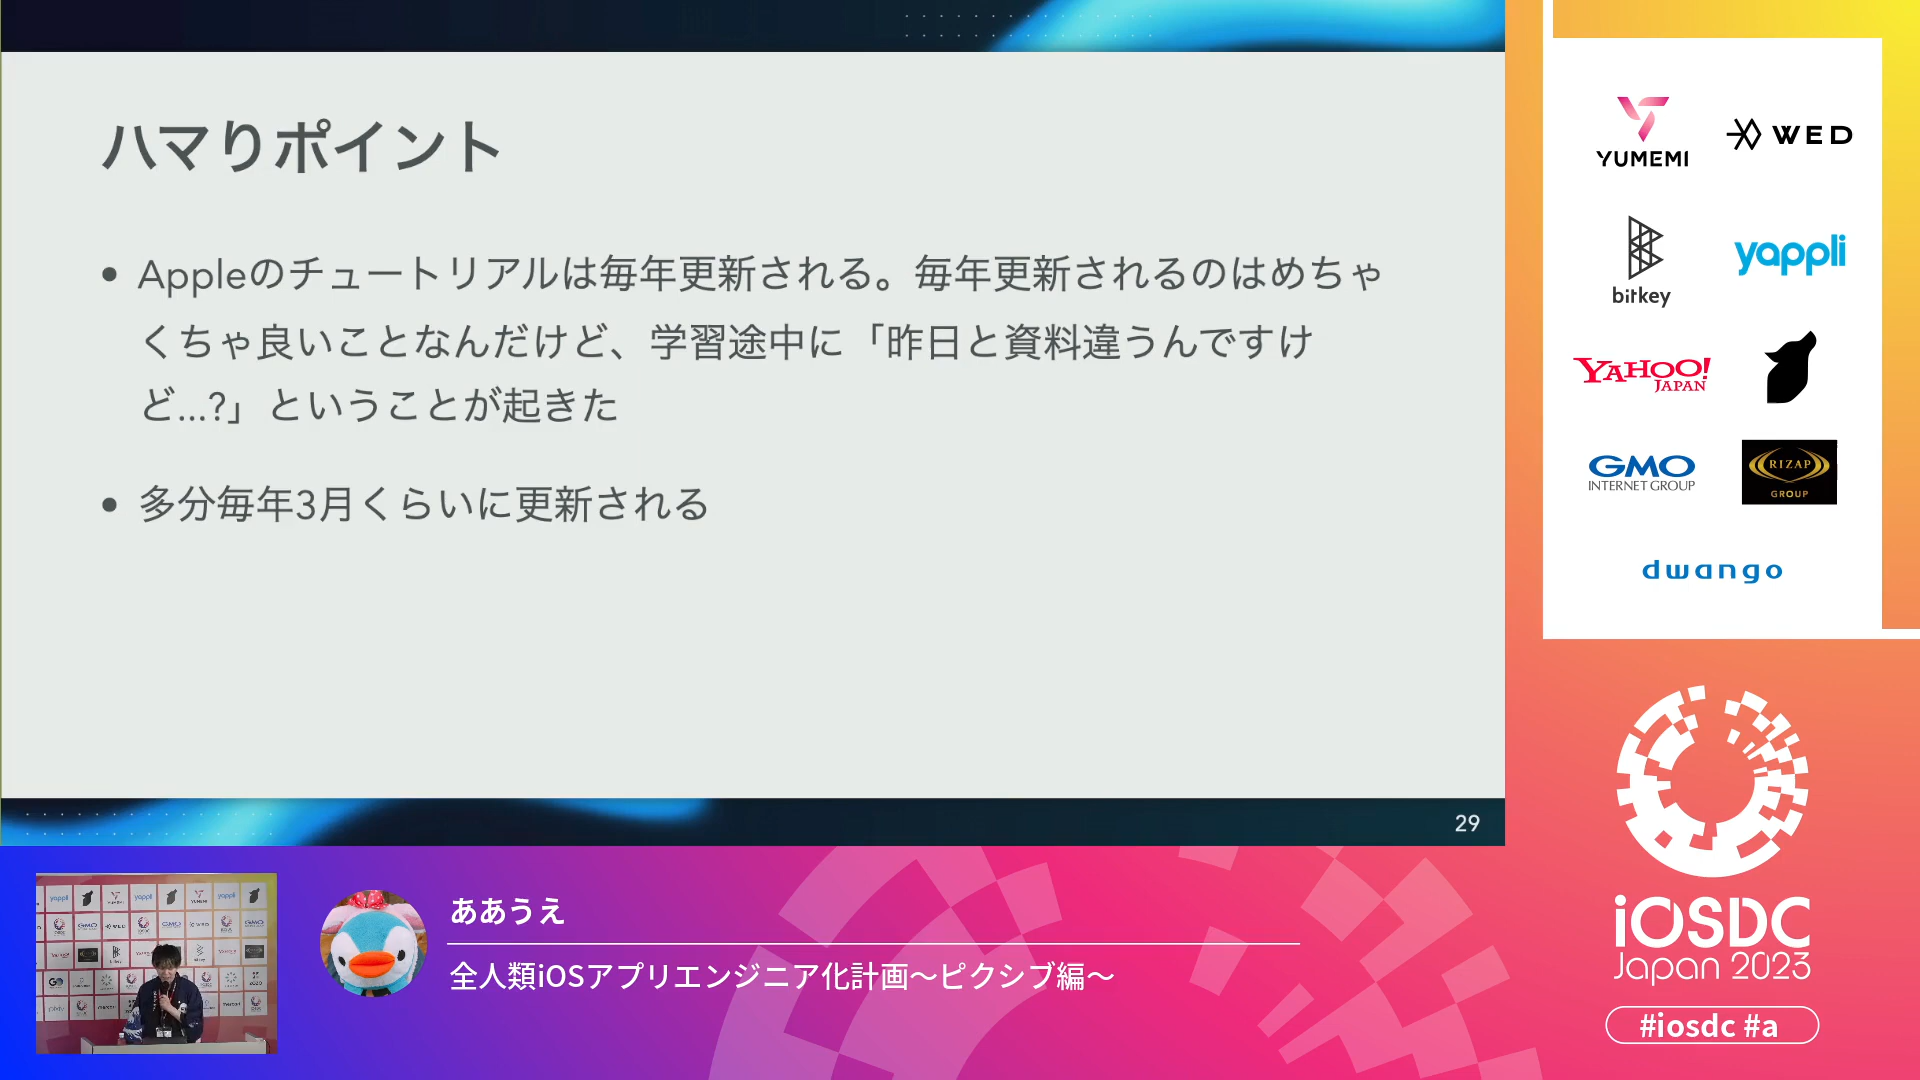 ハマりポイント
• Appleのチュートリアルは毎年更新される。毎年更新されるのはめちゃ
くちゃ良いことなんだけど、学習途中に「昨日と資料違うんですけ
ど...?」ということが起きた
• 多分毎年3月くらいに更新される
29
ああうえ
全人類iOSアプリエンジニア化計画〜ピクシブ編〜
YUMEMI
WED
bitkey
yappli
YAHOO!
JAPAN
GMO
INTERNET GROUP
RIZAP
GROUP
dwango
iOSDC
Japan 2023
#iosdc #a